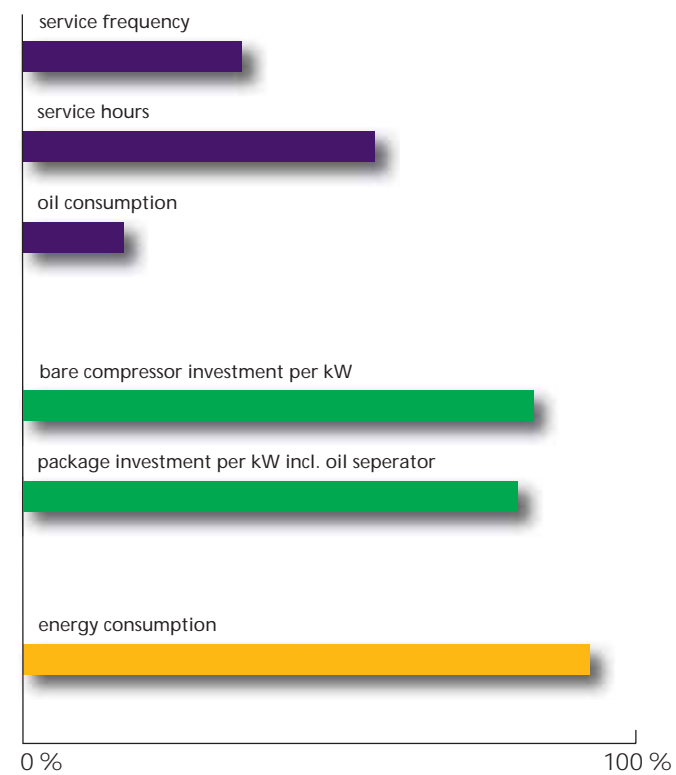 service frequency
service hours
oil consumption
bare compressor investment per kW
package investment per kW incl. oil seperator
energy consumption
0 %
100 %